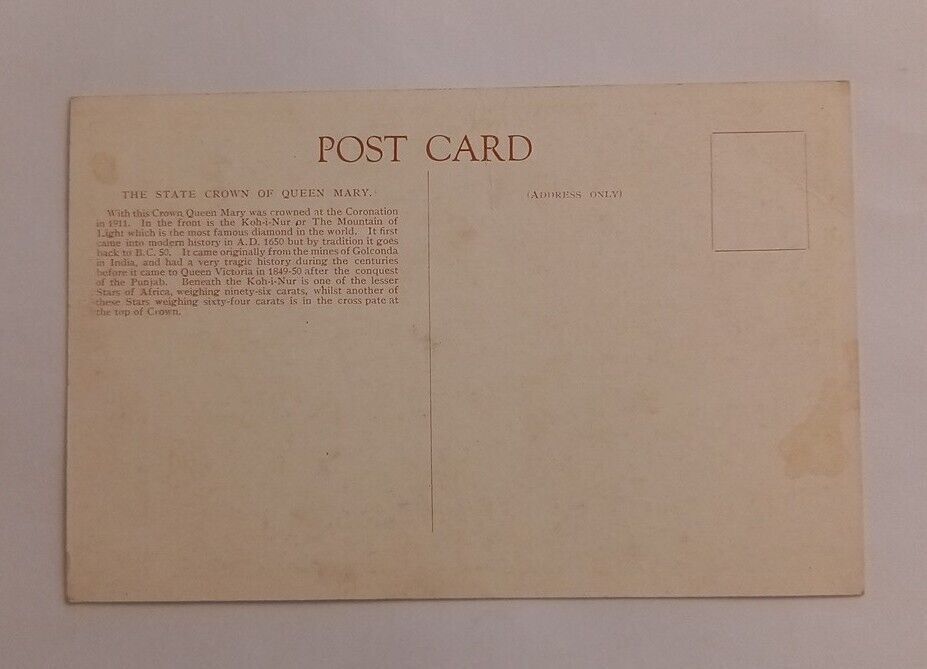 POST CARD
THE STATE CROWN OF QUEEN MARY.
With this Crown Queen Mary was crowned at the Coronation
in 1911. In the front is the Koh-i-Nur or The Mountain of
Light which is the most famous diamond in the world. It first
came into modern history in A.D. 1650 but by tradition it goes
back to B.C. 50. It came originally from the mines of Golconda
in India, and had a very tragic history during the centuries
before it came to Queen Victoria in 1849-50 after the conquest
of the Punjab. Beneath the Koh-i-Nur is one of the lesser
Stars of Africa, weighing ninety-six carats, whilst another of
these Stars weighing sixty-four carats is in the cross pate at
the top of Crown.
(ADDRESS ONLY)